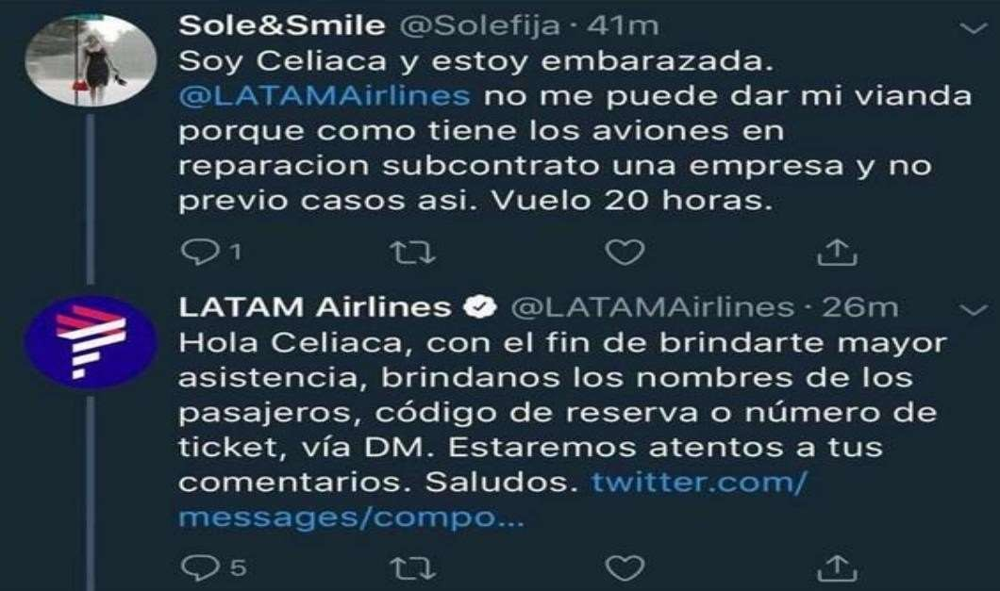 Sole&Smile @Solefija · 41m
Soy Celiaca y estoy embarazada.
@LATAMAirlines no me puede dar mi vianda
porque como tiene los aviones en
reparacion subcontrato una empresa y no
previo casos asi. Vuelo 20 horas.
1
LATAM Airlines @LATAMAirlines · 26m
Hola Celiaca, con el fin de brindarte mayor
asistencia, brindanos los nombres de los
pasajeros, código de reserva o número de
ticket, vía DM. Estaremos atentos a tus
comentarios. Saludos. twitter.com/
messages/compo...
5